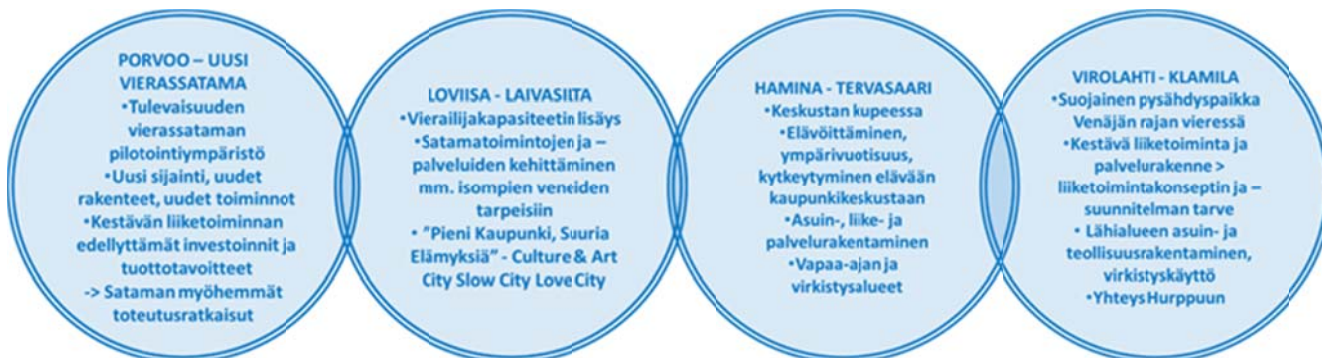 PORVOO – UUSI
VIERASSATAMA
•Tulevaisuuden
vierassataman
pilotointiympäristö
• Uusi sijainti, uudet
rakenteet, uudet toiminnot
•Kestävän liiketoiminnan
edellyttämät investoinnit ja
tuottotavoitteet
-> Sataman myöhemmät
toteutusratkaisut
LOVIISA - LAIVASILTA
•Vierailijakapasiteetin lisäys
•Satamatoimintojen ja –
palveluiden kehittäminen
mm. isompien veneiden
tarpeisiin
• "Pieni Kaupunki, Suuria
Elämyksiä" - Culture & Art
City Slow City Love City
HAMINA - TERVASAARI
•Keskustan kupeessa
•Elävöittäminen,
ympärivuotisuus,
kytkeytyminen elävään
kaupunkikeskustaan
•Asuin-, liike- ja
palvelurakentaminen
•Vapaa-ajan ja
virkistysalueet
VIROLAHTI - KLAMILA
•Suojainen pysähdyspaikka
Venäjän rajan vieressä
•Kestävä liiketoiminta ja
palvelurakenne >
liiketoimintakonseptin ja –
suunnitelman tarve
• Lähialueen asuin- ja
teollisuusrakentaminen,
virkistyskäyttö
•Yhteys Hurppuun